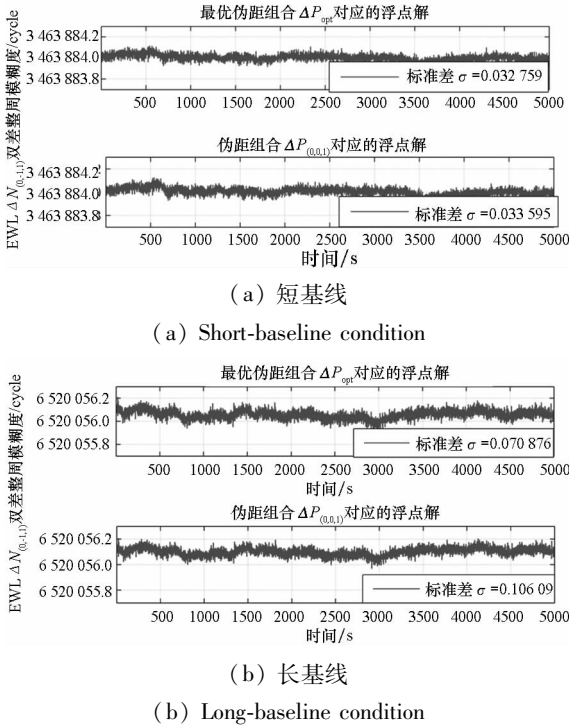 EWL ΔN(0,-1,1)双差整周模糊度/cycle
最优伪距组合ΔPopt对应的浮点解
3 463 884.2
3 463 884.0
3 463 883.8
标准差 σ=0.032 759
500 1000 1500 2000 2500 3000 3500 4000 4500 5000
伪距组合ΔP(0,0,1)对应的浮点解
3 463 884.2
3 463 884.0
3 463 883.8
标准差 σ=0.033 595
500 1000 1500 2000 2500 3000 3500 4000 4500 5000
时间/s
(a) 短基线
(a) Short-baseline condition
EWL ΔN(0,-1,1)双差整周模糊度/cycle
最优伪距组合ΔPopt对应的浮点解
6 520 056.2
6 520 056.0
6 520 055.8
标准差 σ=0.070 876
500 1000 1500 2000 2500 3000 3500 4000 4500 5000
时间/s
伪距组合ΔP(0,0,1)对应的浮点解
6 520 056.2
6 520 056.0
6 520 055.8
标准差 σ=0.106 09
500 1000 1500 2000 2500 3000 3500 4000 4500 5000
时间/s
(b) 长基线
(b) Long-baseline condition